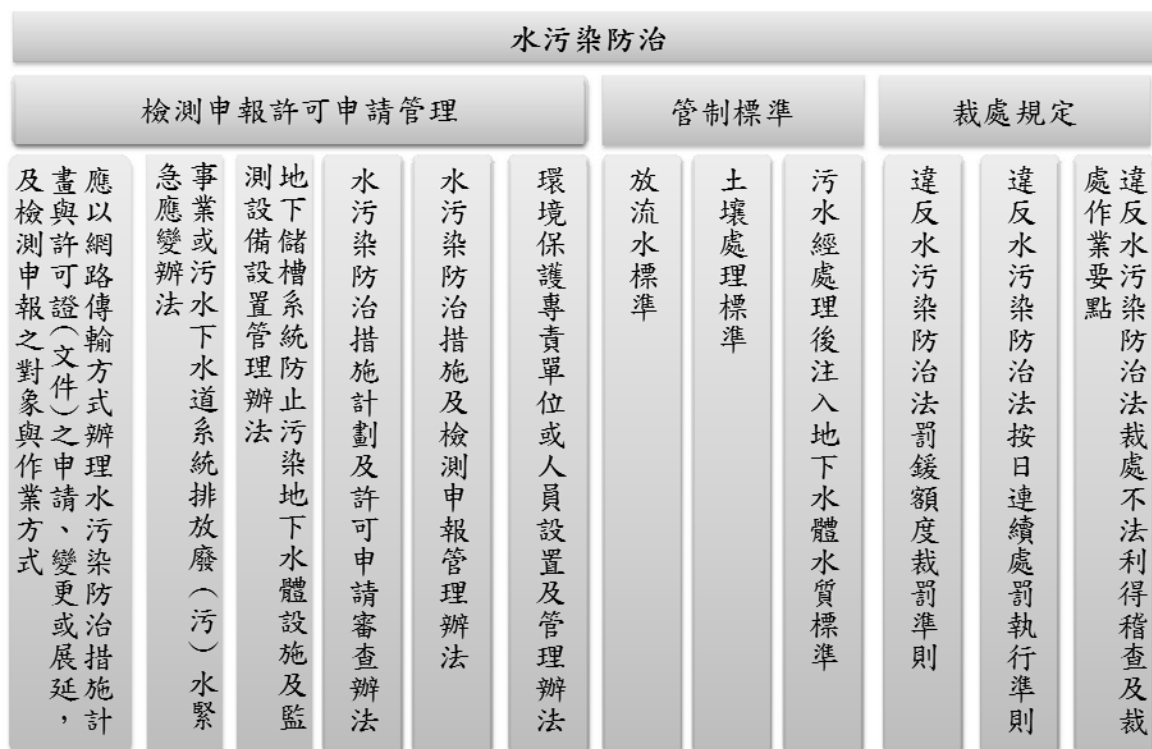 水污染防治
檢測申報許可申請管理
管制標準
裁處規定
應以網路傳輸方式辦理水污染防治措施計
畫與許可證(文件)之申請、變更或展延，
及檢測申報之對象與作業方式
事業或污水下水道系統排放廢（污）水緊
急應變辦法
地下儲槽系統防止污染地下水體設施及監
測設備設置管理辦法
水污染防治措施計劃及許可申請審查辦法
水污染防治措施及檢測申報管理辦法
環境保護專責單位或人員設置及管理辦法
放流水標準
土壤處理標準
污水經處理後注入地下水體水質標準
違反水污染防治法罰鍰額度裁罰準則
違反水污染防治法按日連續處罰執行準則
違反水污染防治法裁處不法利得稽查及裁
處作業要點